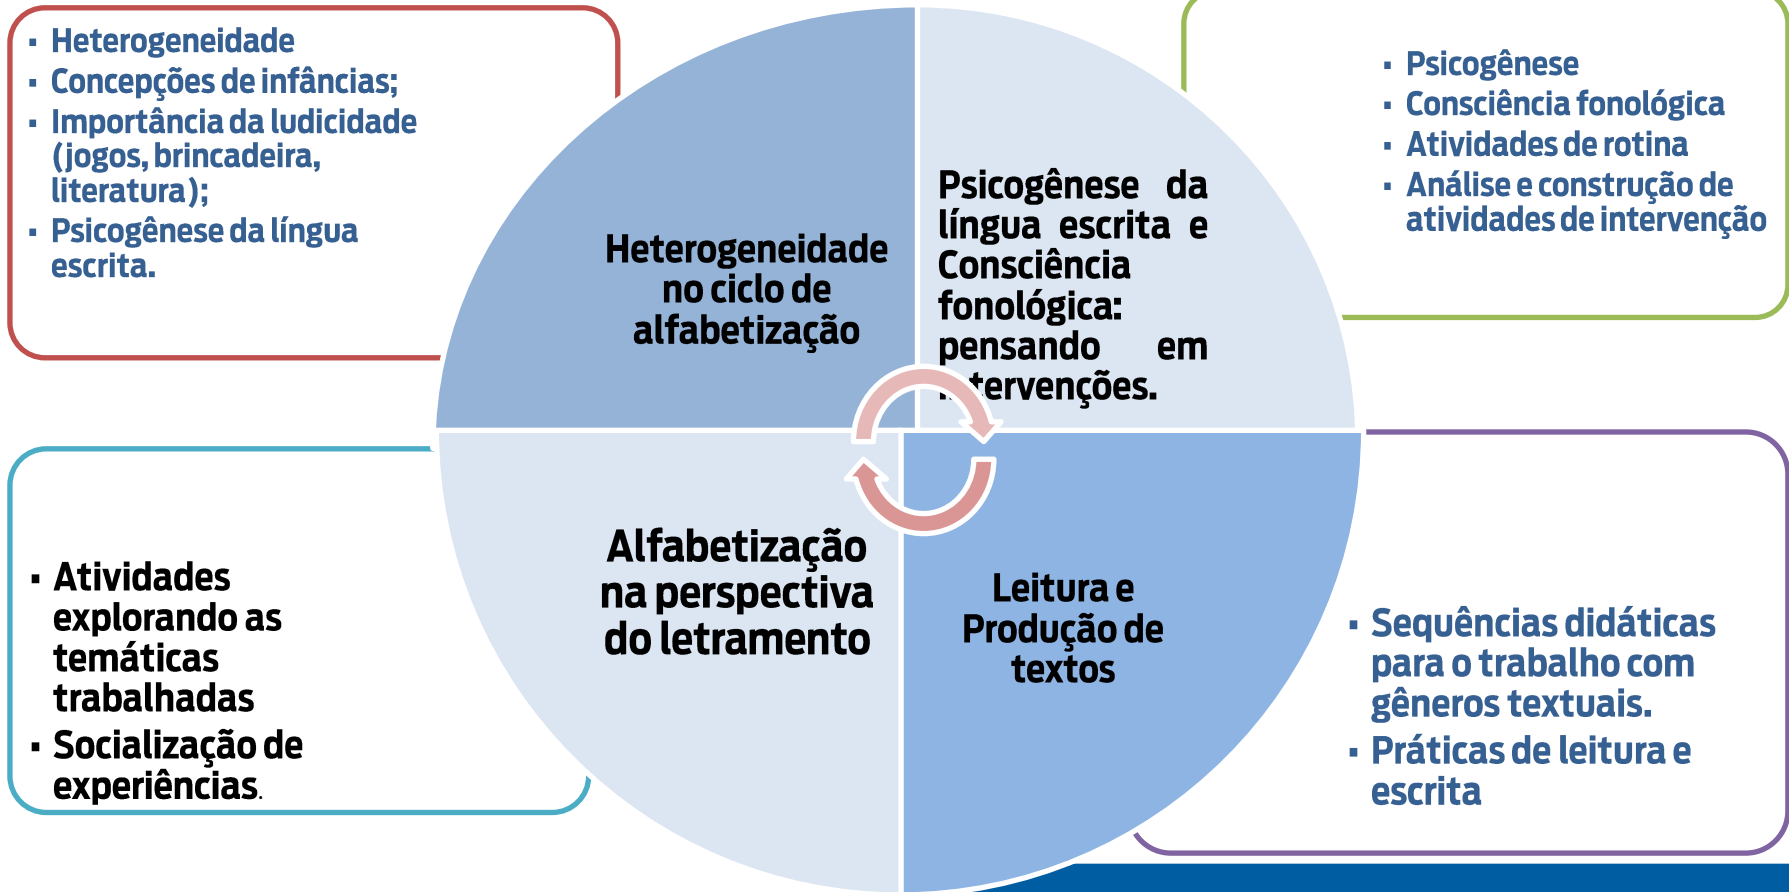 ▪ Heterogeneidade
▪ Concepções de infâncias;
▪ Importância da ludicidade
(jogos, brincadeira,
literatura);
▪ Psicogênese da língua
escrita.
Heterogeneidade
no ciclo de
alfabetização
Psicogênese da
língua escrita e
Consciência
fonológica:
pensando em
intervenções.
▪ Psicogênese
▪ Consciência fonológica
▪ Atividades de rotina
▪ Análise e construção de
atividades de intervenção
▪ Atividades
explorando as
temáticas
trabalhadas
▪ Socialização de
experiências.
Alfabetização
na perspectiva
do letramento
Leitura e
Produção de
textos
▪ Sequências didáticas
para o trabalho com
gêneros textuais.
▪ Práticas de leitura e
escrita